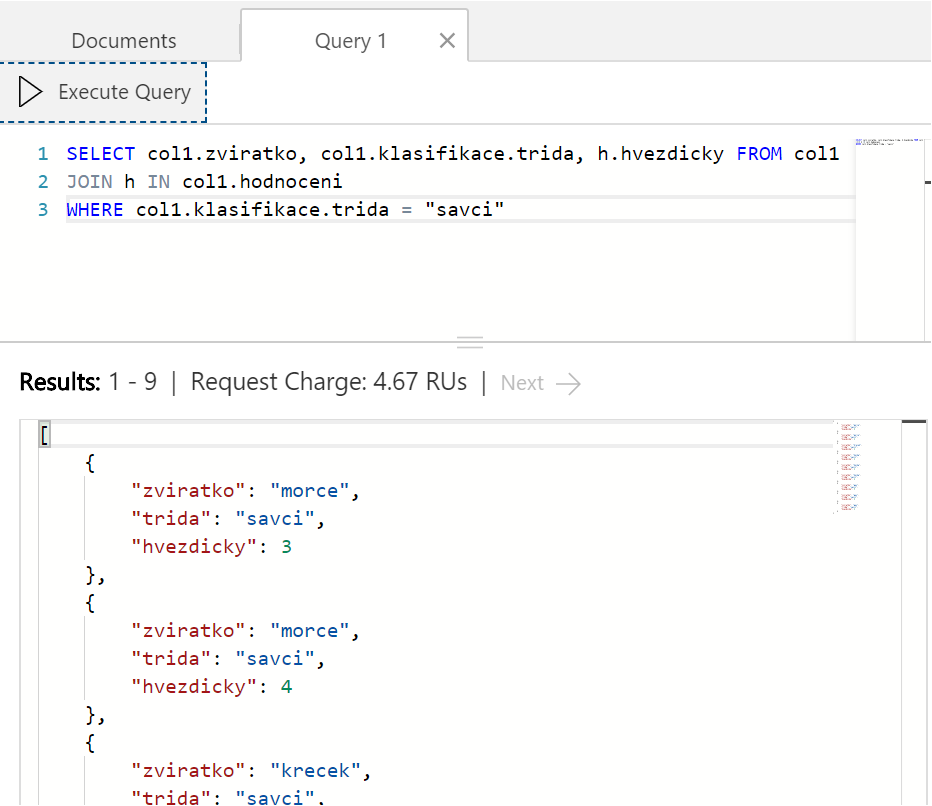 Documents
Query 1
Execute Query
1 SELECT col1.zviratko, col1.klasifikace.trida, h.hvezdicky FROM col1
2 JOIN h IN col1.hodnoceni
3 WHERE col1.klasifikace.trida = "savci"
Results: 1 - 9 | Request Charge: 4.67 RUs | Next
[
{
"zviratko": "morce",
"trida": "savci",
"hvezdicky": 3
},
{
"zviratko": "morce",
"trida": "savci",
"hvezdicky": 4
},
{
"zviratko": "krecek",
"trida": "savci",